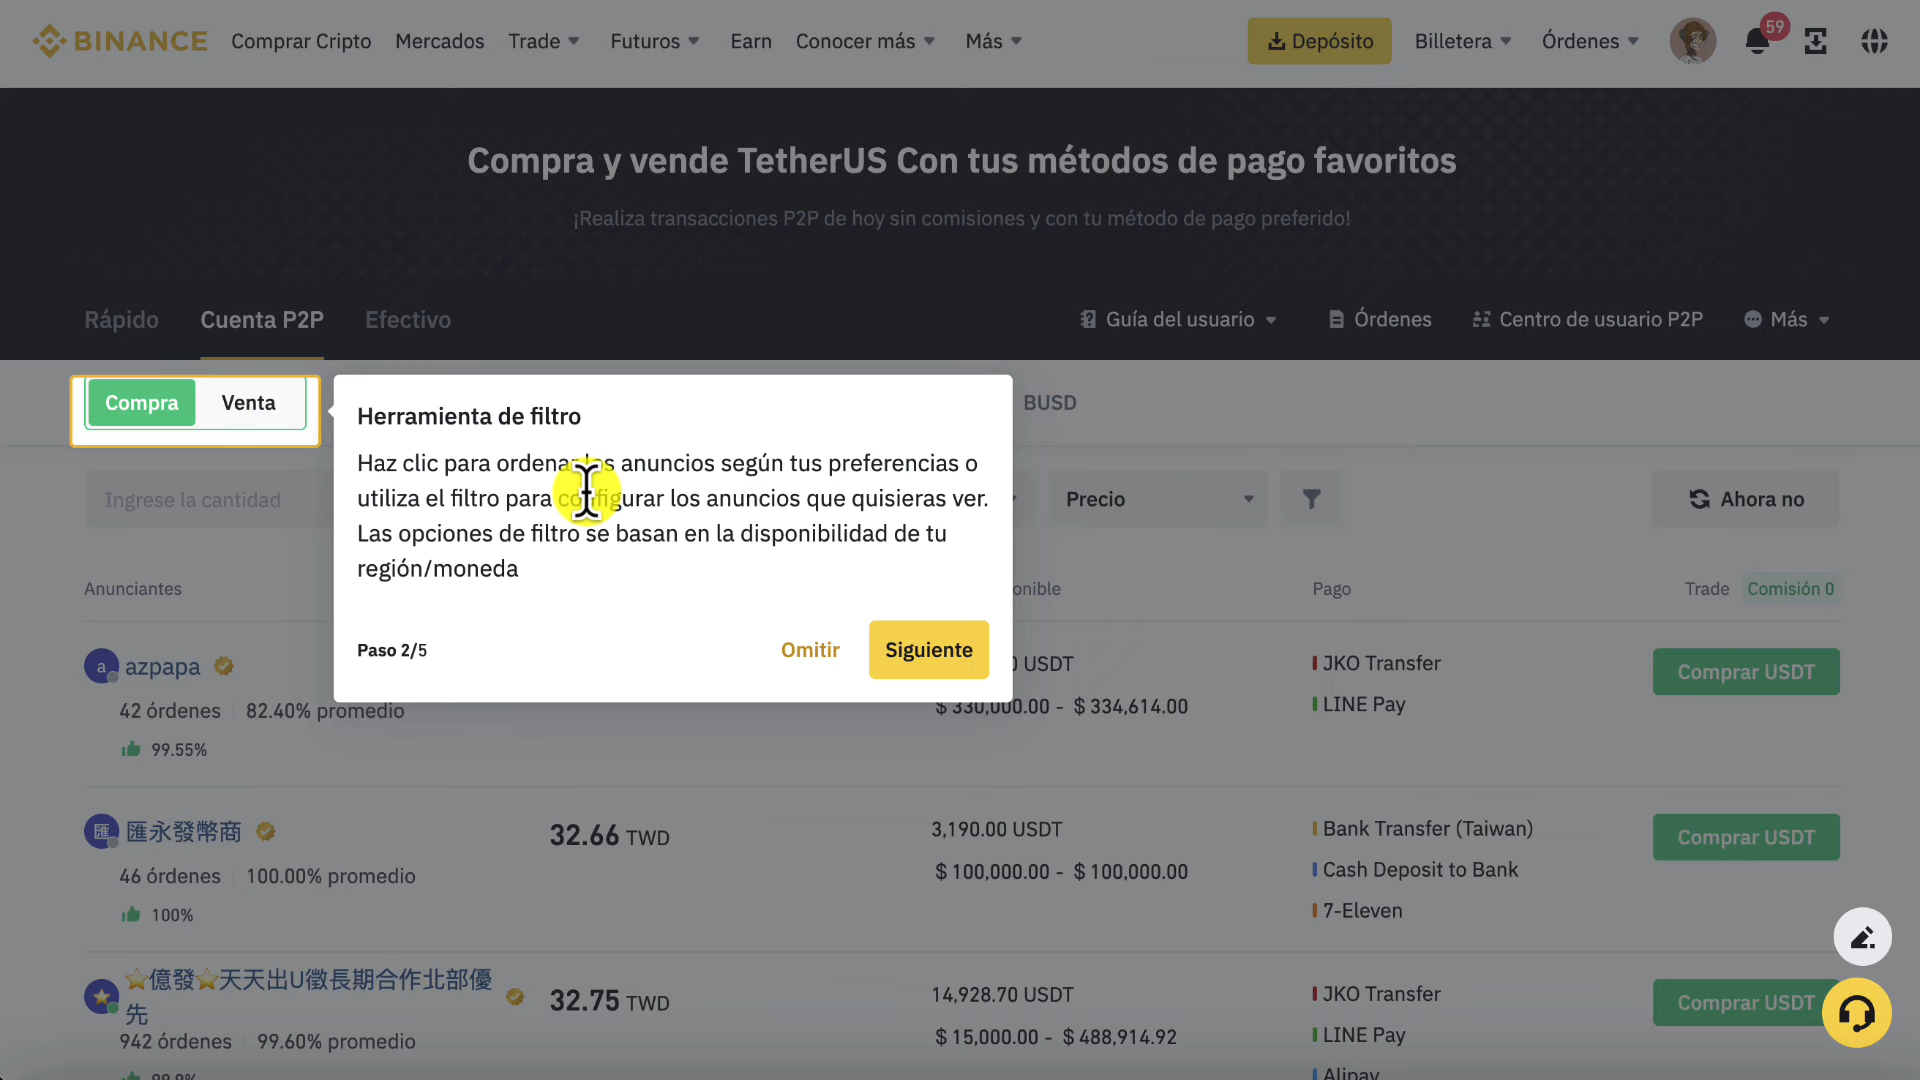 BINANCE Comprar Cripto Mercados Trade Futuros Earn Conocer más Más Depósito Billetera Órdenes 59
Compra y vende TetherUS Con tus métodos de pago favoritos
¡Realiza transacciones P2P de hoy sin comisiones y con tu método de pago preferido!
Rápido Cuenta P2P Efectivo Guía del usuario Órdenes Centro de usuario P2P Más
Compra Venta BUSD
Herramienta de filtro
Haz clic para ordenar los anuncios según tus preferencias o
utiliza el filtro para configurar los anuncios que quisieras ver.
Las opciones de filtro se basan en la disponibilidad de tu
región/moneda
Paso 2/5 Omitir Siguiente
Ingrese la cantidad Precio Ahora no
Anunciantes Pago Trade Comisión 0
a azpapa USDT JKO Transfer Comprar USDT
42 órdenes 82.40% promedio $ 330,000.00 - $ 334,614.00 LINE Pay
99.55%
匯 匯永發幣商 32.66 TWD 3,190.00 USDT Bank Transfer (Taiwan) Comprar USDT
46 órdenes 100.00% promedio $ 100,000.00 - $ 100,000.00 Cash Deposit to Bank
100% 7-Eleven
⭐億發⭐天天出U徵長期合作北部優
先
32.75 TWD 14,928.70 USDT JKO Transfer Comprar USDT
942 órdenes 99.60% promedio $ 15,000.00 - $ 488,914.92 LINE Pay
Alipay